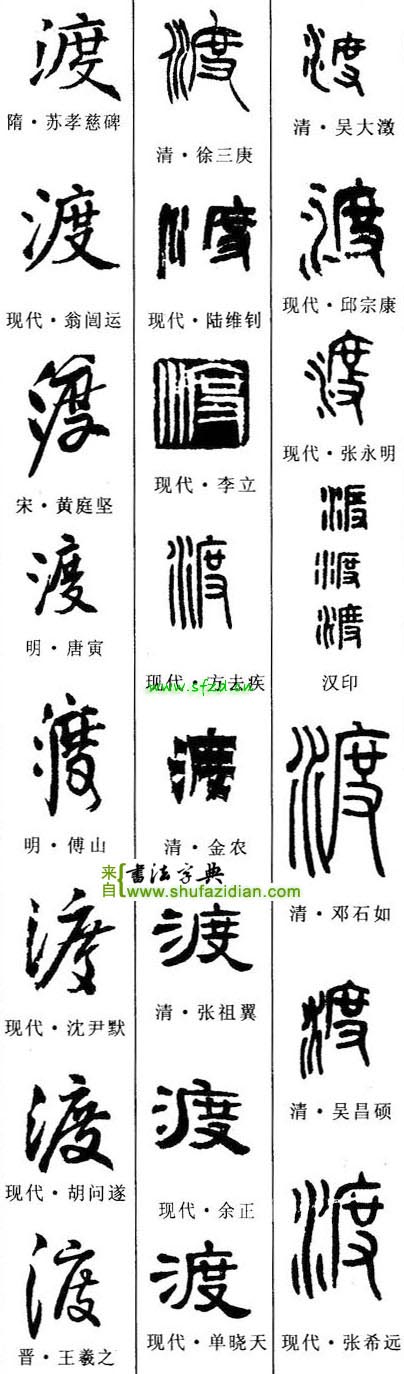 渡
隋·苏孝慈碑
渡
现代·翁闿运
渡
宋·黄庭坚
渡
明·唐寅
渡
明·傅山
渡
现代·沈尹默
渡
现代·胡问遂
渡
晋·王羲之
渡
清·徐三庚
渡
现代·陆维钊
渡
现代·李立
渡
现代·方去疾
www.sfzd.cn
渡
清·金农
来自{書法字典
www.shufazidian.com
渡
清·张祖翼
渡
现代·余正
渡
现代·单晓天
渡
清·吴大澂
渡
现代·邱宗康
渡
现代·张永明
渡
渡
渡
汉印
渡
清·邓石如
渡
清·吴昌硕
渡
现代·张希远